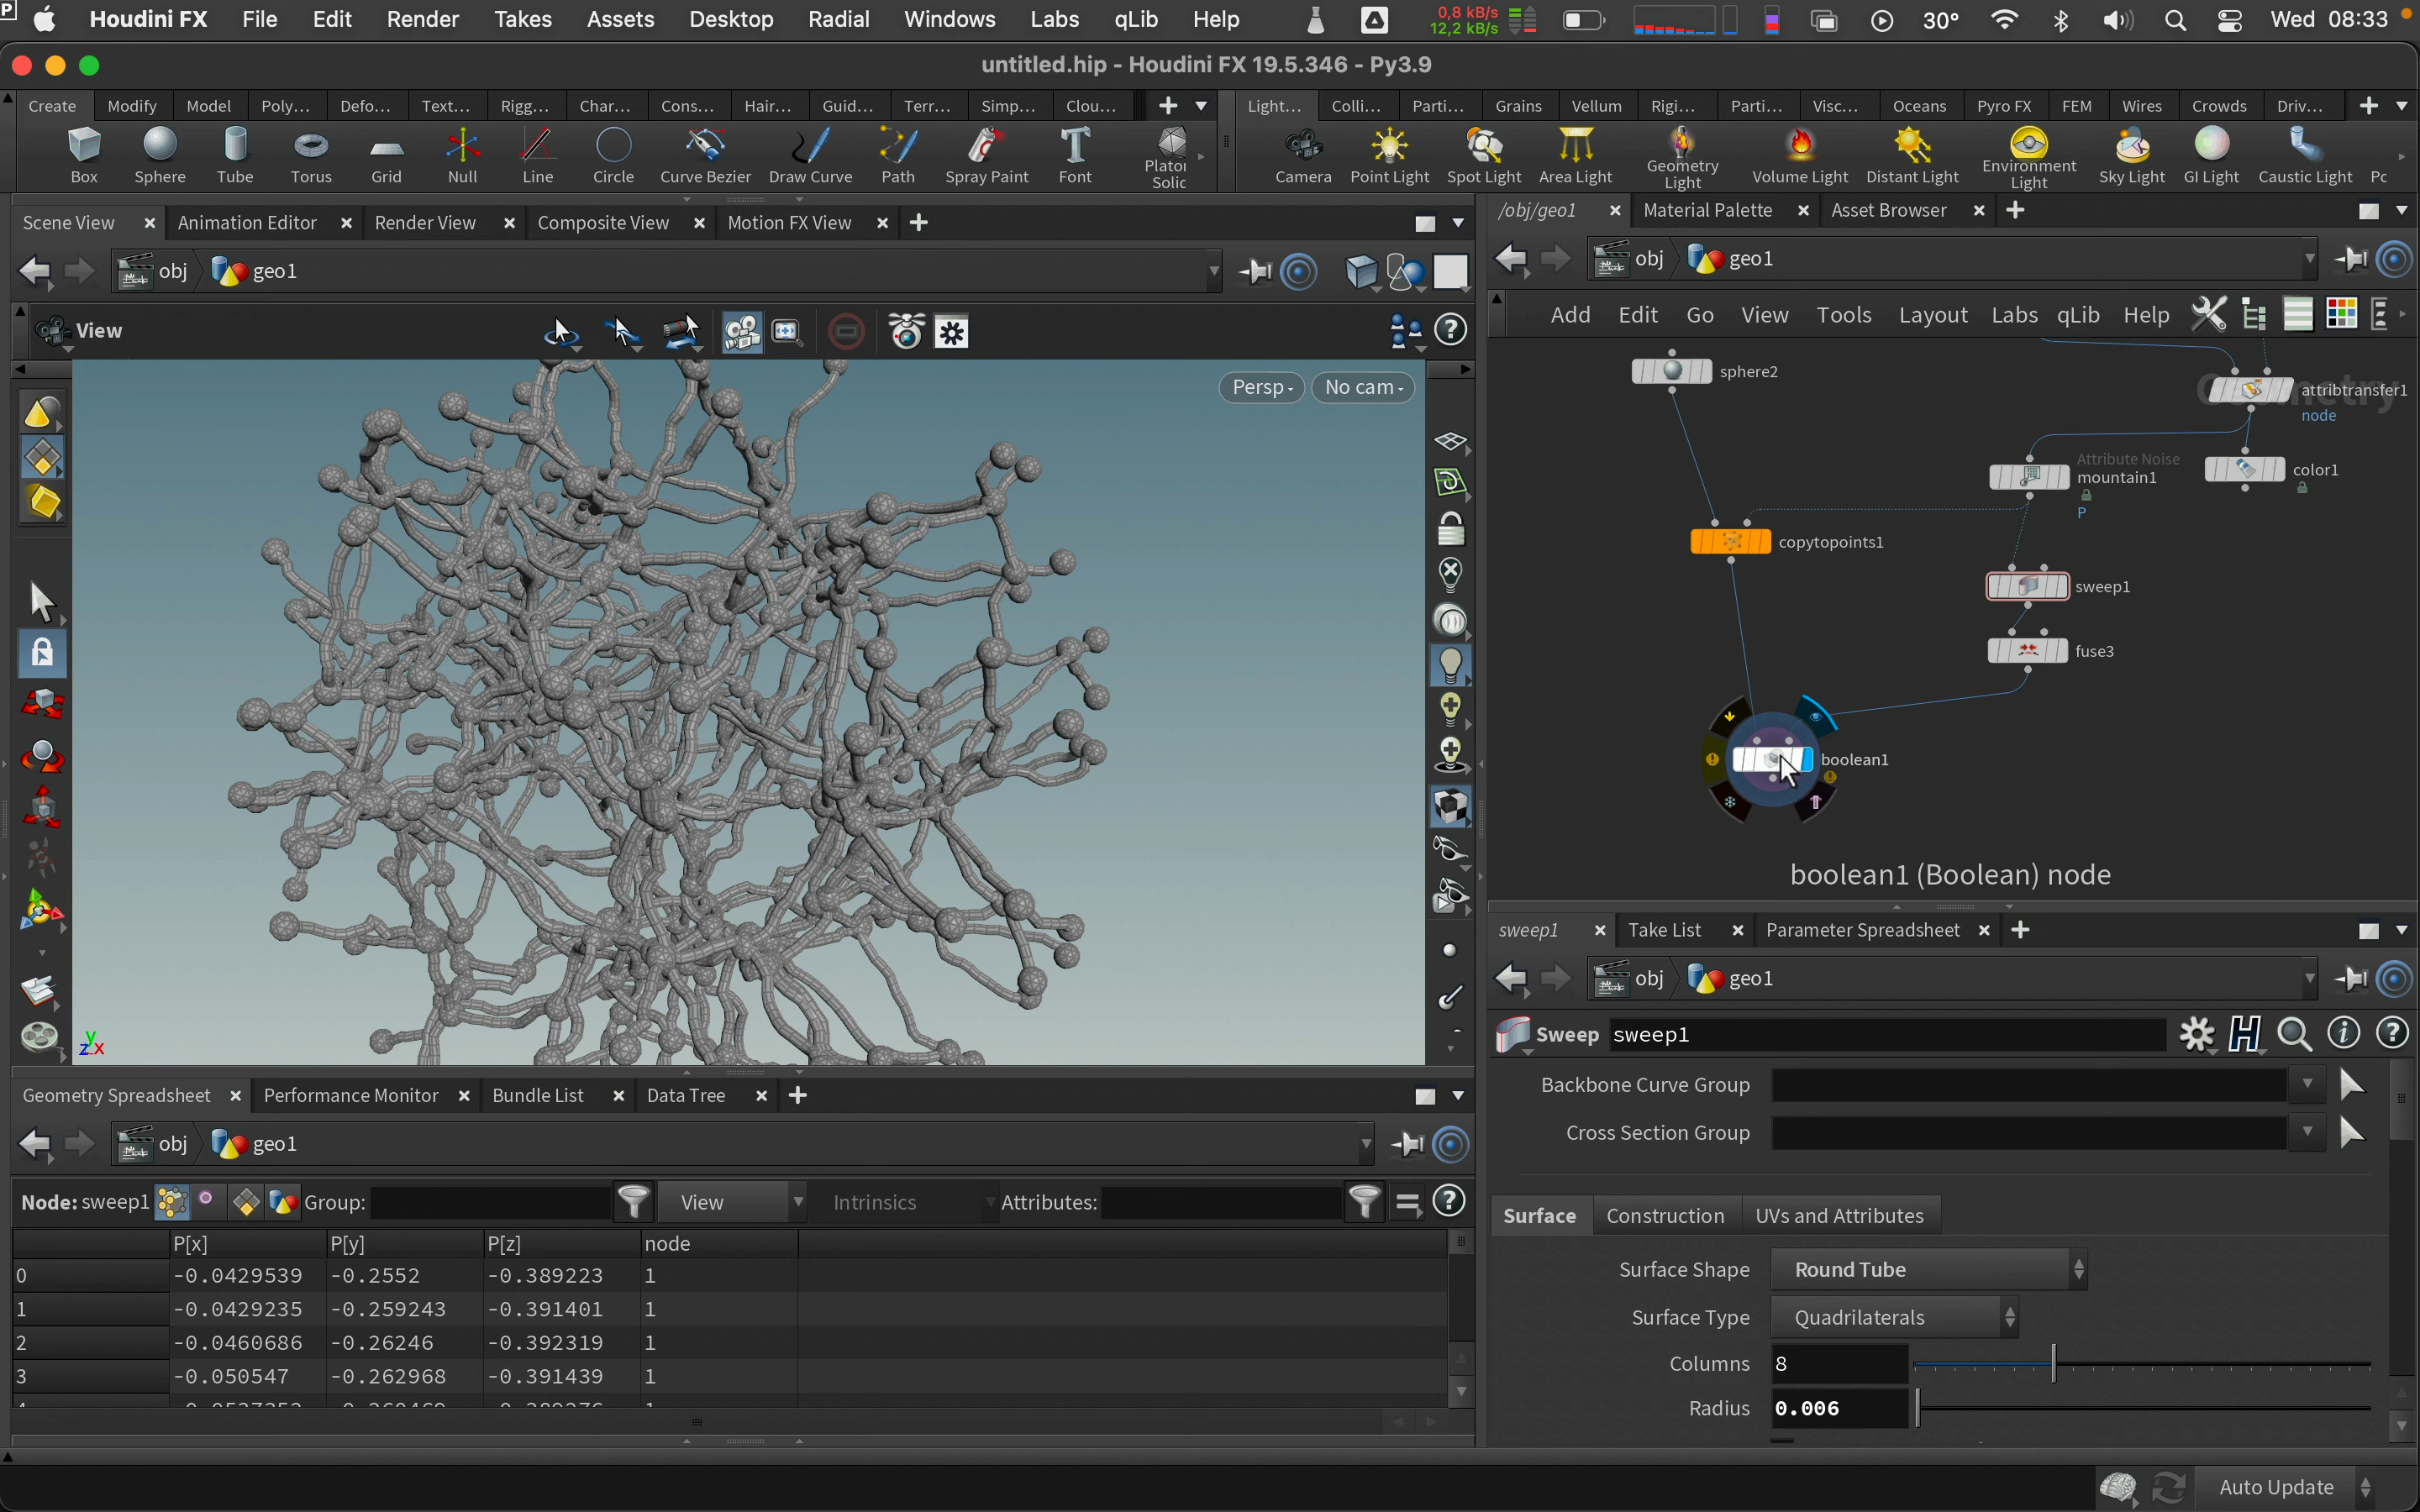 Houdini FX File Edit Render Takes Assets Desktop Radial Windows Labs qLib Help 0,8 kB/s 12,2 kB/s 30° Wed 08:33
untitled.hip - Houdini FX 19.5.346 - Py3.9
Create Modify Model Poly... Defo... Text... Rigg... Char... Cons... Hair... Guid... Terr... Simp... Clou...
Light... Colli... Parti... Grains Vellum Rigi... Parti... Visc... Oceans Pyro FX FEM Wires Crowds Driv...
Box Sphere Tube Torus Grid Null Line Circle Curve Bezier Draw Curve Path Spray Paint Font Platoi Solic
Camera Point Light Spot Light Area Light Geometry Light Volume Light Distant Light Environment Light Sky Light GI Light Caustic Light Pc
Scene View Animation Editor Render View Composite View Motion FX View
obj geo1
View
Persp No cam
y
z x
/obj/geo1 Material Palette Asset Browser
obj geo1
Add Edit Go View Tools Layout Labs qLib Help
sphere2
attribtransfer1
node
Attribute Noise
mountain1
P
color1
copytopoints1
sweep1
fuse3
boolean1
boolean1 (Boolean) node
sweep1 Take List Parameter Spreadsheet
obj geo1
Sweep sweep1
Backbone Curve Group
Cross Section Group
Surface Construction UVs and Attributes
Surface Shape Round Tube
Surface Type Quadrilaterals
Columns 8
Radius 0.006
Geometry Spreadsheet Performance Monitor Bundle List Data Tree
obj geo1
Node: sweep1 Group: View Intrinsics Attributes:
P[x] P[y] P[z] node
0 -0.0429539 -0.2552 -0.389223 1
1 -0.0429235 -0.259243 -0.391401 1
2 -0.0460686 -0.26246 -0.392319 1
3 -0.050547 -0.262968 -0.391439 1
Auto Update